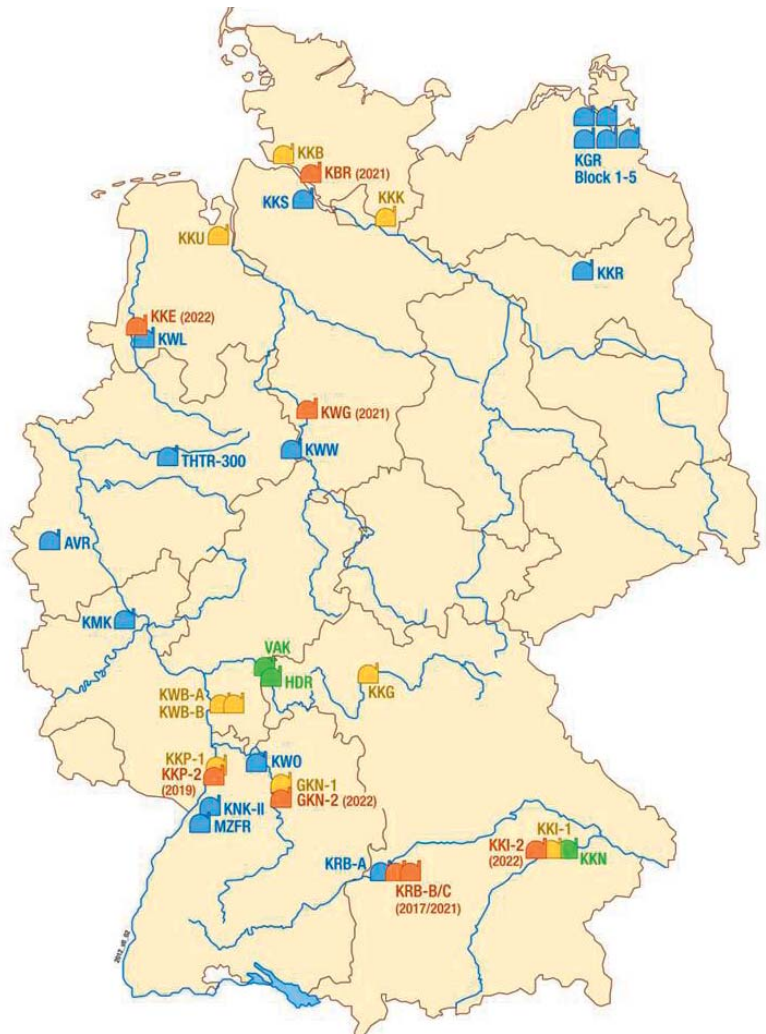 KKB
KBR (2021)
KGR
Block 1-5
KKS
KKK
KKU
KKR
KKE (2022)
KWL
KWG (2021)
KWW
THTR-300
AVR
KMK
VAK
HDR
KKG
KWB-A
KWB-B
KKP-1
KKP-2
(2019)
KWO
GKN-1
GKN-2 (2022)
KNK-II
MZFR
KKI-1
KKI-2
(2022)
KKN
KRB-A
KRB-B/C
(2017/2021)